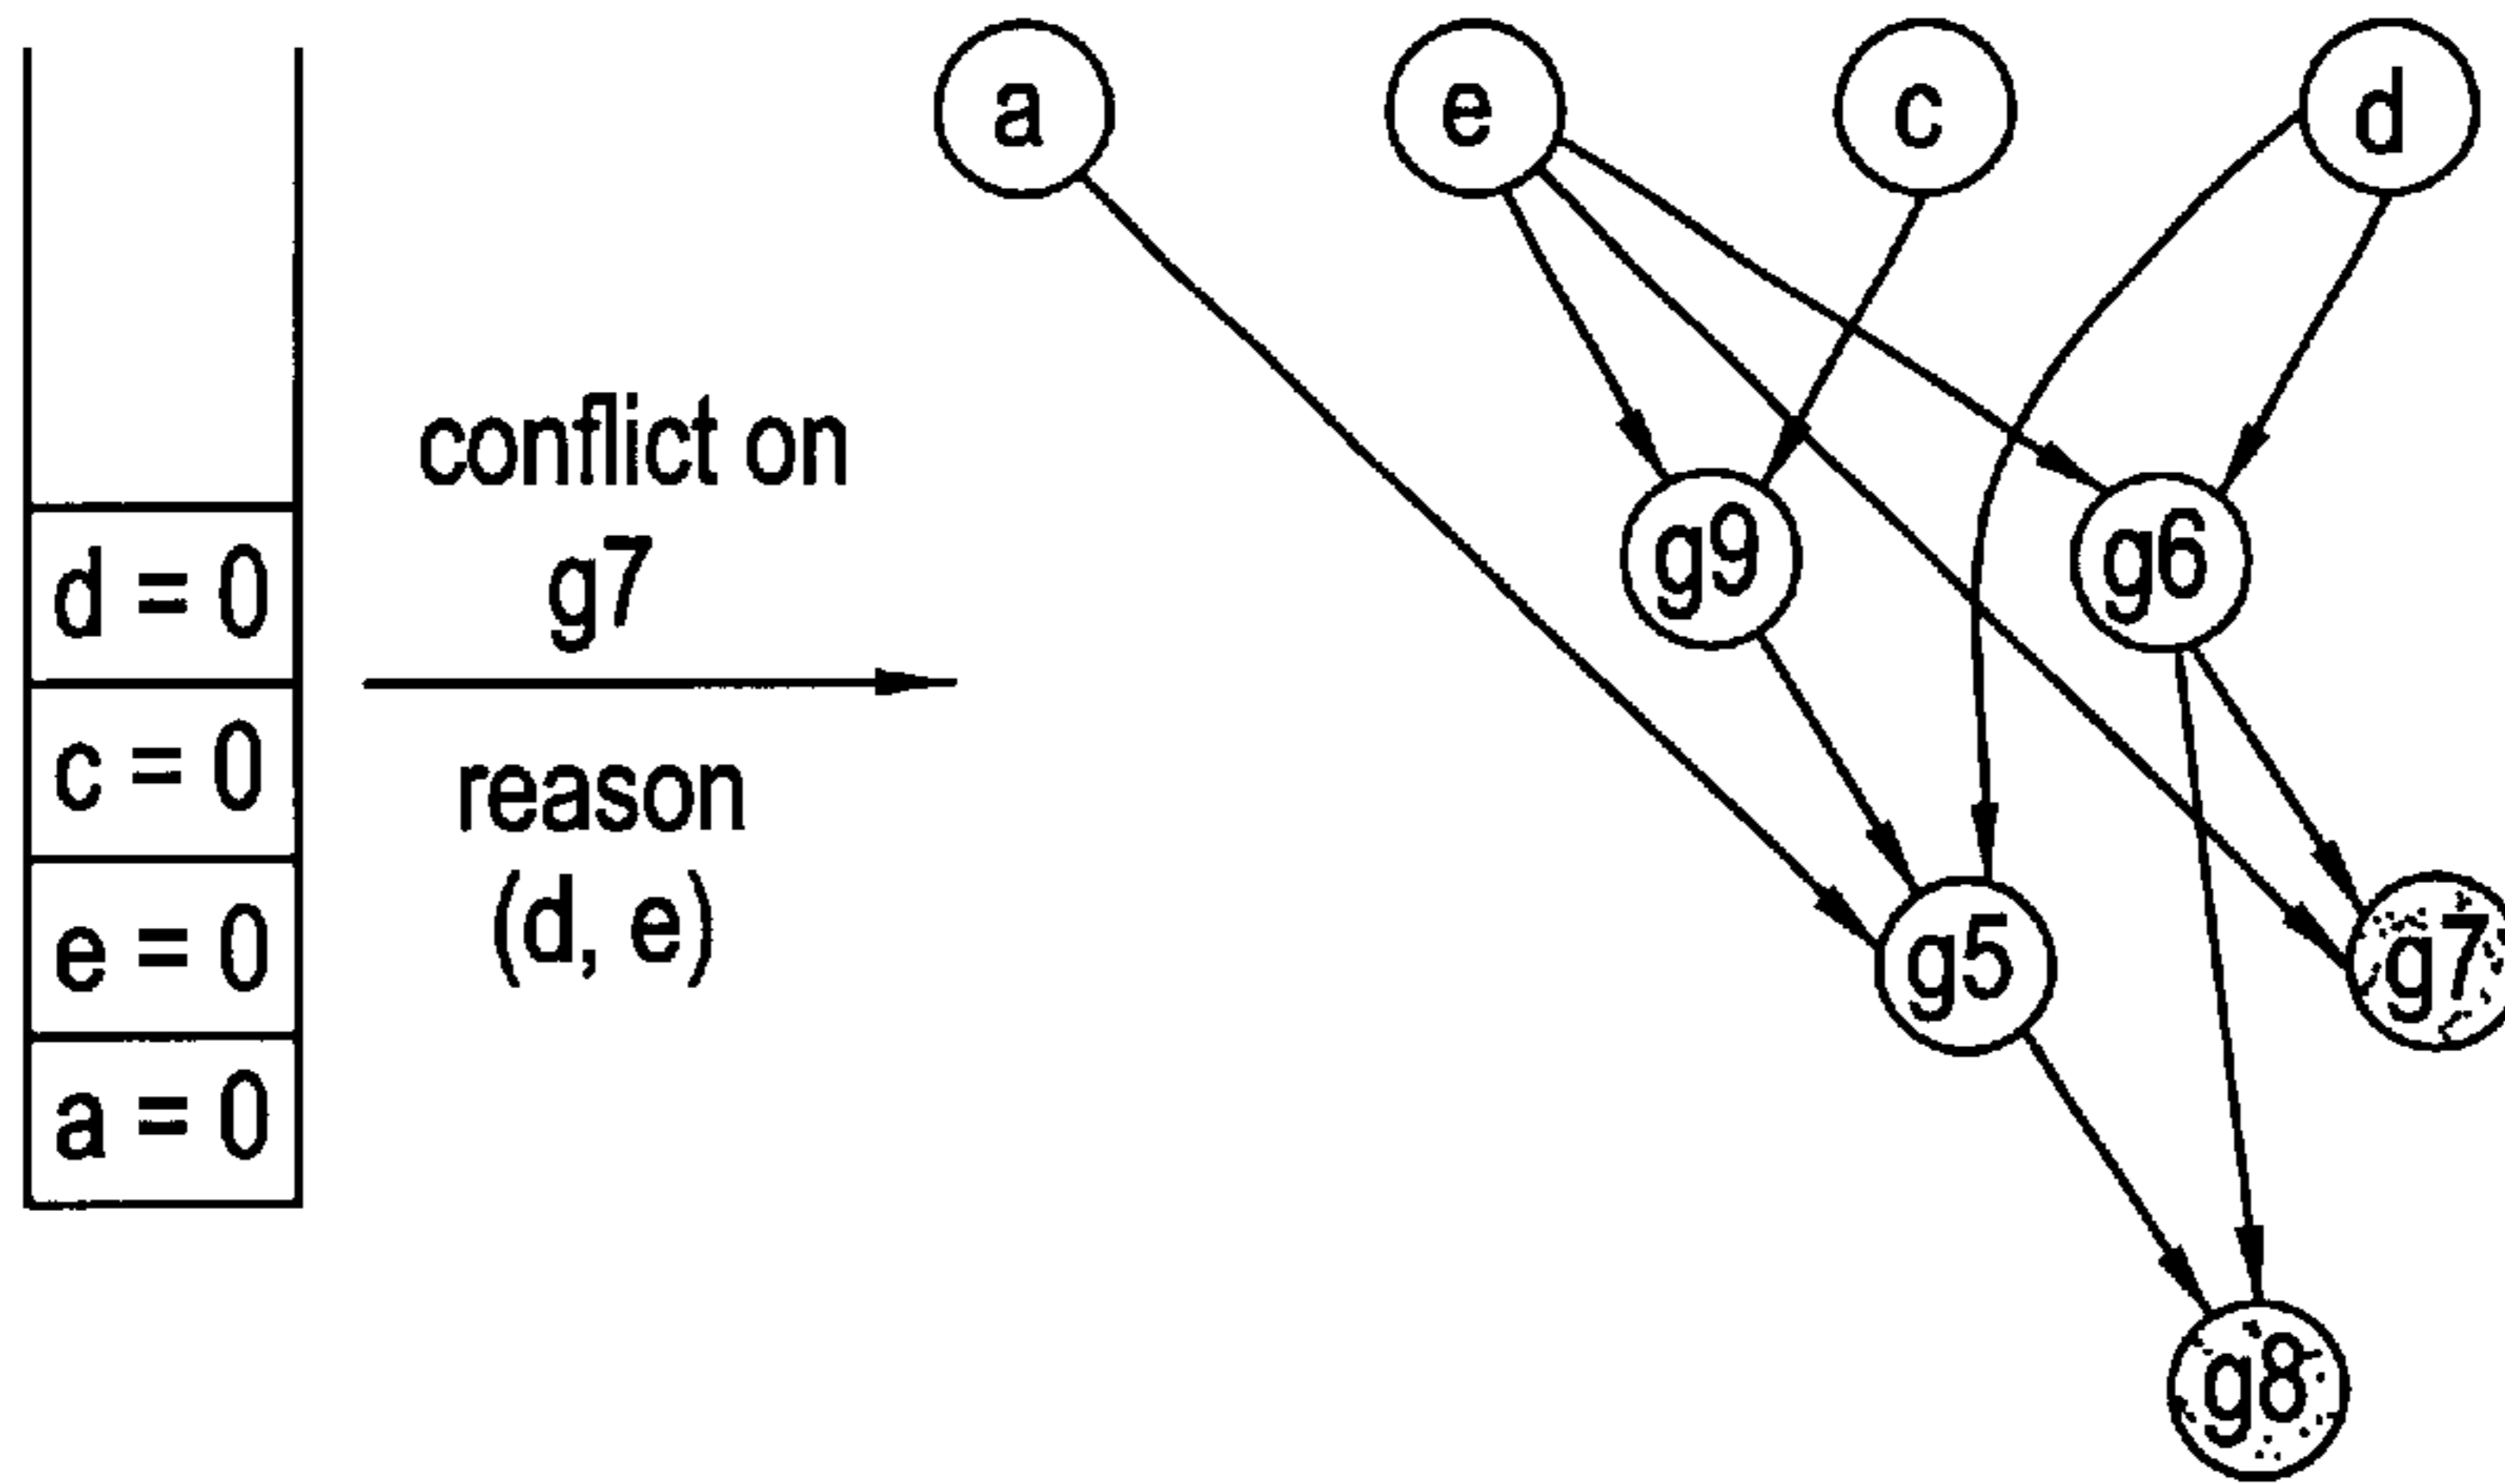 d = 0
c = 0
e = 0
a = 0
conflict on
g7
reason
(d, e)
a
e
c
d
g9
g6
g5
g7
g8